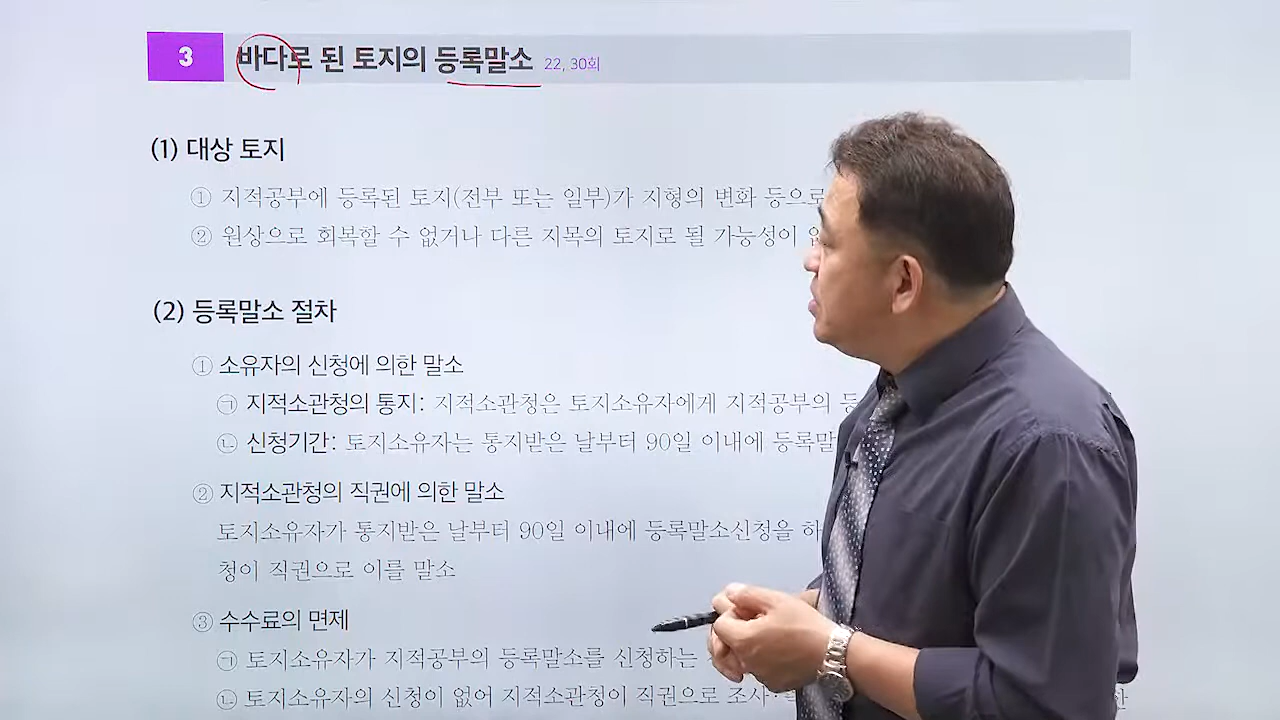 3 바다로 된 토지의 등록말소 22, 30회
(1) 대상 토지
① 지적공부에 등록된 토지(전부 또는 일부)가 지형의 변화 등으로
② 원상으로 회복할 수 없거나 다른 지목의 토지로 될 가능성이
(2) 등록말소 절차
① 소유자의 신청에 의한 말소
㉠ 지적소관청의 통지: 지적소관청은 토지소유자에게 지적공부의
㉡ 신청기간: 토지소유자는 통지받은 날부터 90일 이내에 등록말
② 지적소관청의 직권에 의한 말소
토지소유자가 통지받은 날부터 90일 이내에 등록말소신청을 하
청이 직권으로 이를 말소
③ 수수료의 면제
㉠ 토지소유자가 지적공부의 등록말소를 신청하는
㉡ 토지소유자의 신청이 없어 지적소관청이 직권으로 조사